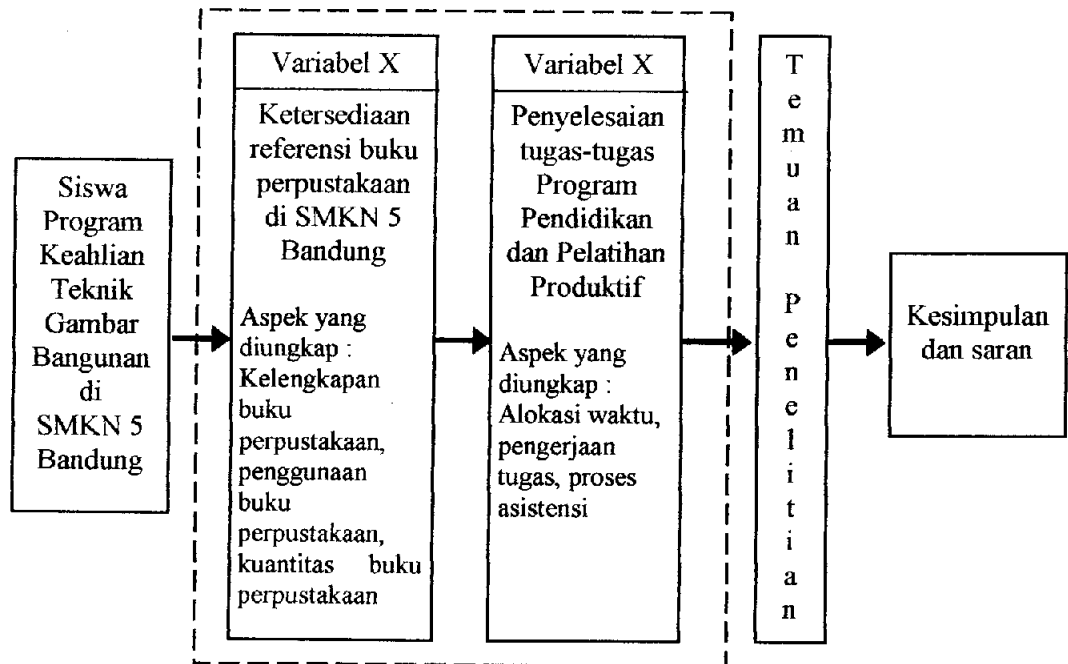 Siswa
Program
Keahlian
Teknik
Gambar
Bangunan
di
SMKN 5
Bandung
Variabel X
Ketersediaan
referensi buku
perpustakaan
di SMKN 5
Bandung
Aspek yang
diungkap :
Kelengkapan
buku
perpustakaan,
penggunaan
buku
perpustakaan,
kuantitas buku
perpustakaan
Variabel X
Penyelesaian
tugas-tugas
Program
Pendidikan
dan Pelatihan
Produktif
Aspek yang
diungkap :
Alokasi waktu,
pengerjaan
tugas, proses
asistensi
T
e
m
u
a
n
P
e
n
e
l
i
t
i
a
n
Kesimpulan
dan saran